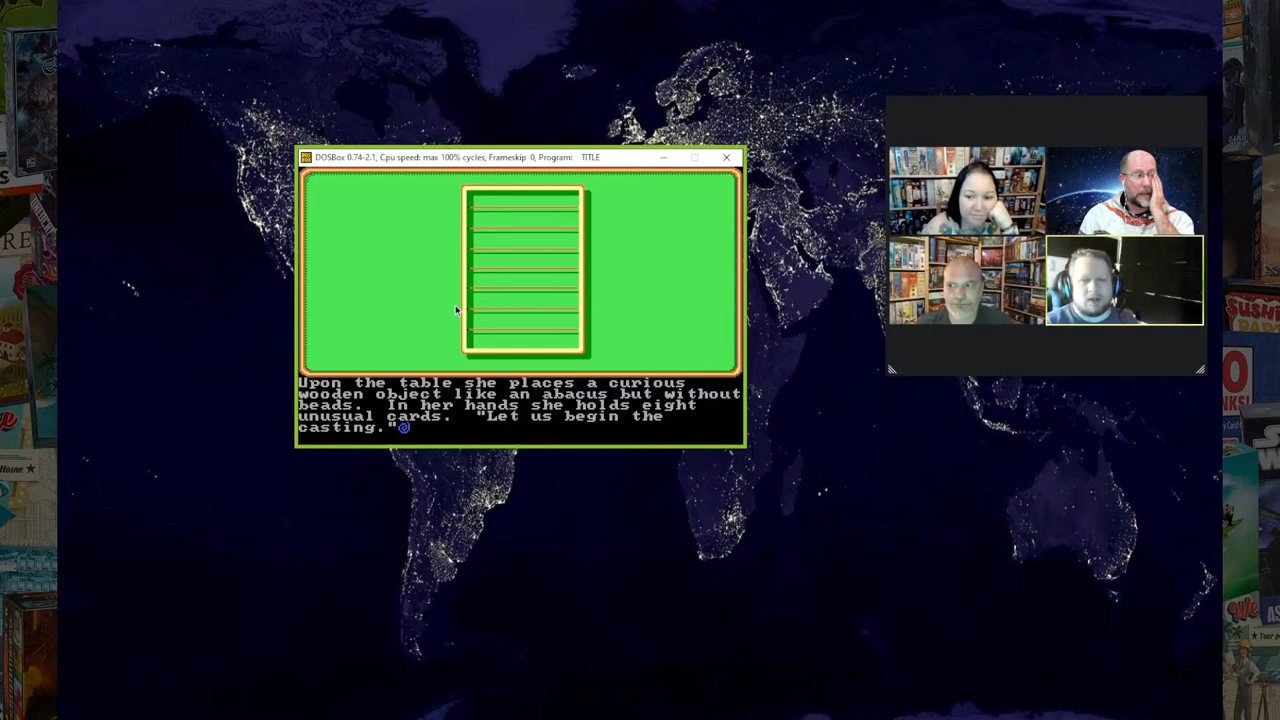 DOSBox 0.74-2.1, Cpu speed: max 100% cycles, Frameskip 0, Program: TITLE
Upon the table she places a curious
wooden object like an abacus but without
beads. In her hands she holds eight
unusual cards. "Let us begin the
casting."
Home
We